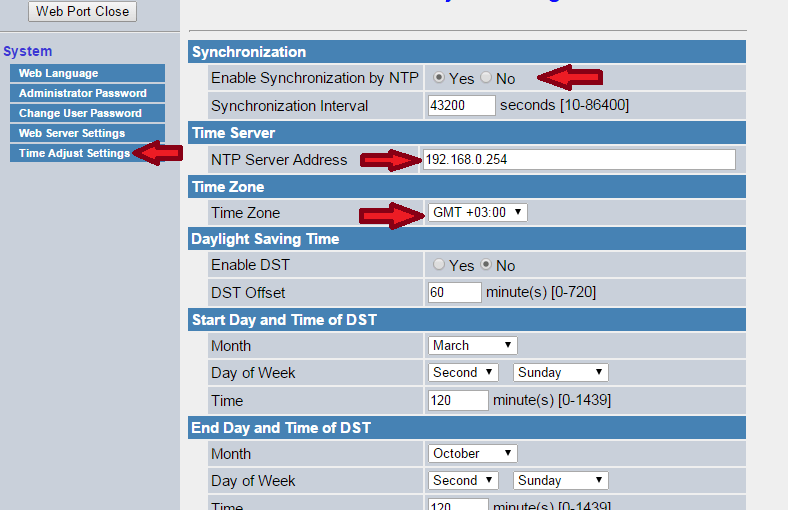 Web Port Close
System
Web Language
Administrator Password
Change User Password
Web Server Settings
Time Adjust Settings
Synchronization
Enable Synchronization by NTP Yes No
Synchronization Interval 43200 seconds [10-86400]
Time Server
NTP Server Address 192.168.0.254
Time Zone
Time Zone GMT +03:00
Daylight Saving Time
Enable DST Yes No
DST Offset 60 minute(s) [0-720]
Start Day and Time of DST
Month March
Day of Week Second Sunday
Time 120 minute(s) [0-1439]
End Day and Time of DST
Month October
Day of Week Second Sunday
Time 120 minute(s) [0-1439]